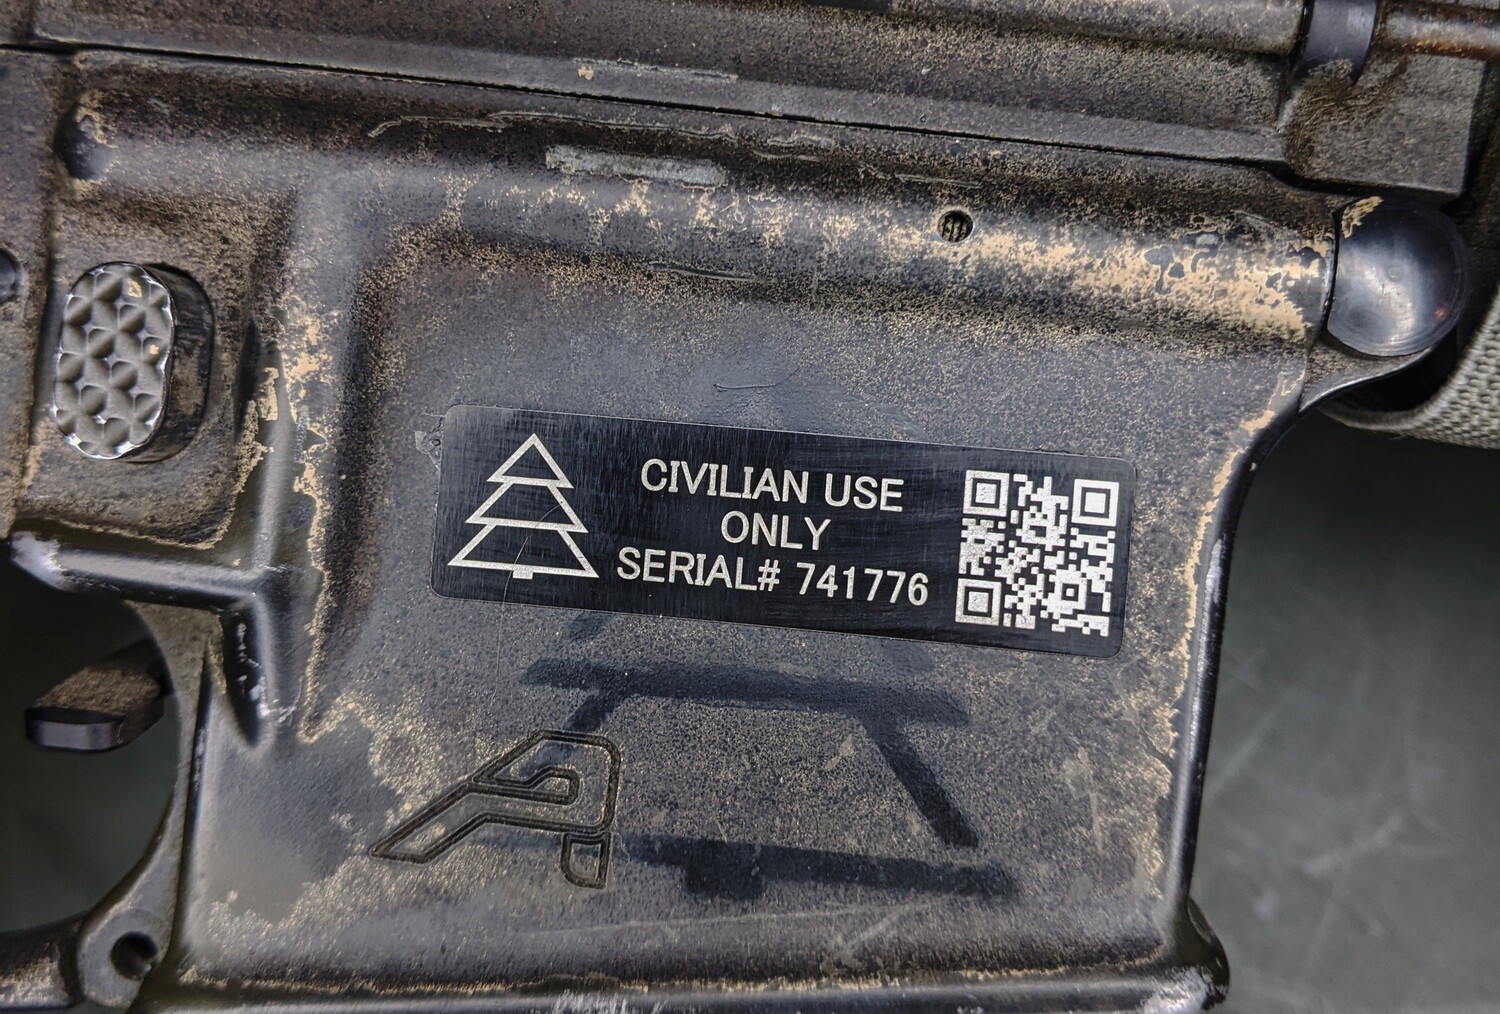 CIVILIAN USE
ONLY
SERIAL# 741776